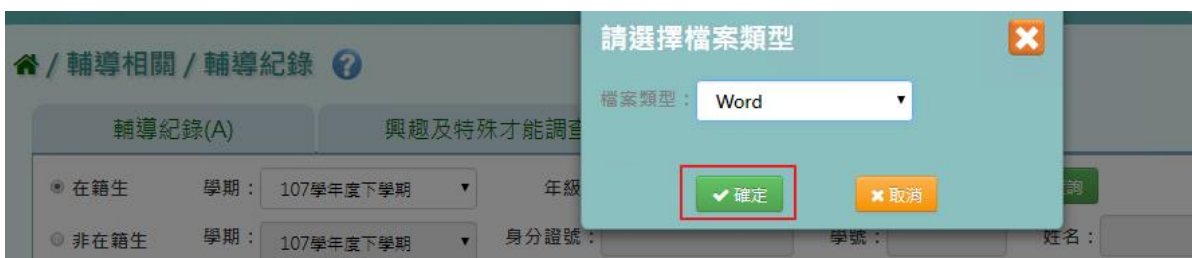 請選擇檔案類型
/ 輔導相關 / 輔導紀錄
檔案類型： Word
輔導紀錄(A) 興趣及特殊才能調查
在籍生 學期： 107學年度下學期 年級
確定 取消
非在籍生 學期： 107學年度下學期 身分證號： 學號： 姓名：